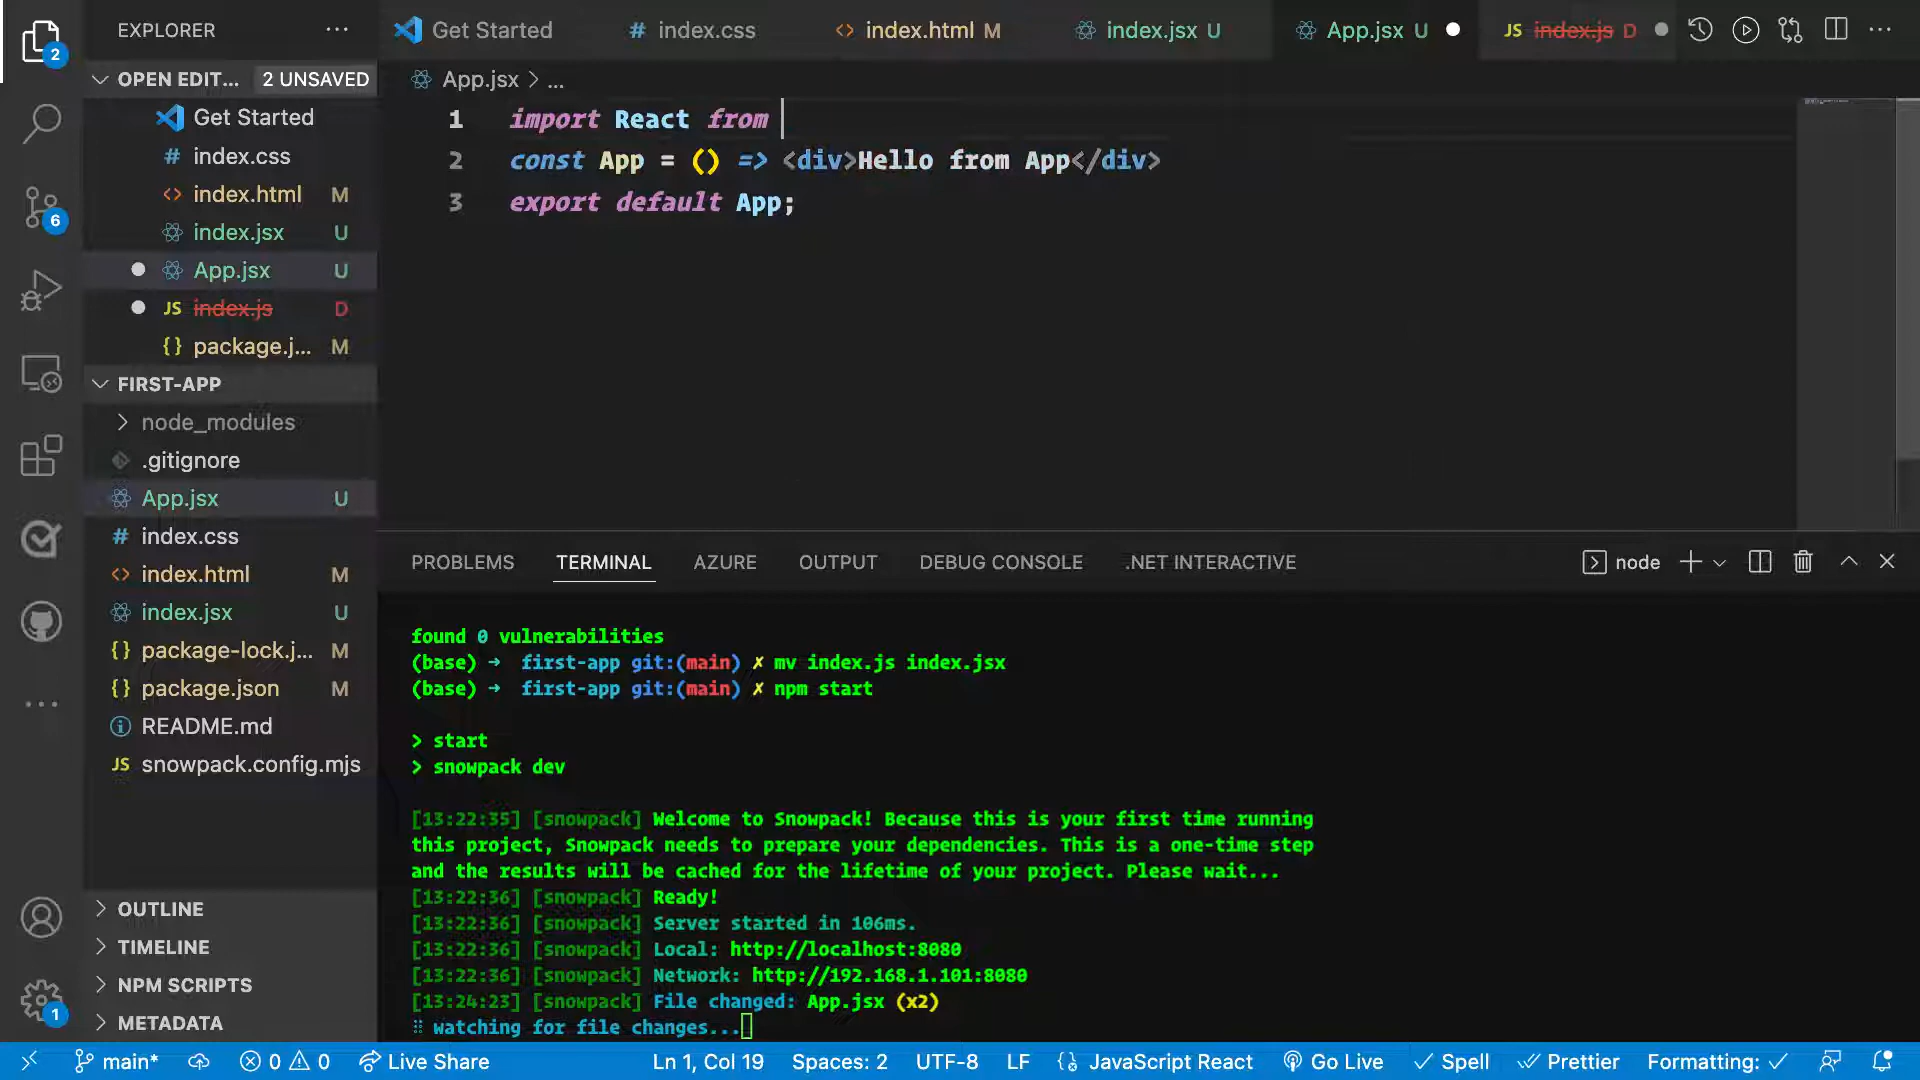 EXPLORER
2
OPEN EDIT... 2 UNSAVED
Get Started
# index.css
<> index.html M
index.jsx U
App.jsx U
JS index.js D
{} package.j... M
6
FIRST-APP
node_modules
.gitignore
App.jsx U
# index.css
<> index.html M
index.jsx U
{} package-lock.j... M
{} package.json M
README.md
JS snowpack.config.mjs
OUTLINE
TIMELINE
NPM SCRIPTS
METADATA
1
Get Started # index.css <> index.html M index.jsx U App.jsx U JS index.js D
App.jsx > ...
1 import React from
2 const App = () => <div>Hello from App</div>
3 export default App;
PROBLEMS TERMINAL AZURE OUTPUT DEBUG CONSOLE .NET INTERACTIVE node
found 0 vulnerabilities
(base) → first-app git:(main) ✗ mv index.js index.jsx
(base) → first-app git:(main) ✗ npm start
> start
> snowpack dev
[13:22:35] [snowpack] Welcome to Snowpack! Because this is your first time running
this project, Snowpack needs to prepare your dependencies. This is a one-time step
and the results will be cached for the lifetime of your project. Please wait...
[13:22:36] [snowpack] Ready!
[13:22:36] [snowpack] Server started in 106ms.
[13:22:36] [snowpack] Local: http://localhost:8080
[13:22:36] [snowpack] Network: http://192.168.1.101:8080
[13:24:23] [snowpack] File changed: App.jsx (x2)
⠿ watching for file changes...
main* 0 0 Live Share Ln 1, Col 19 Spaces: 2 UTF-8 LF JavaScript React Go Live Spell Prettier Formatting: ✓